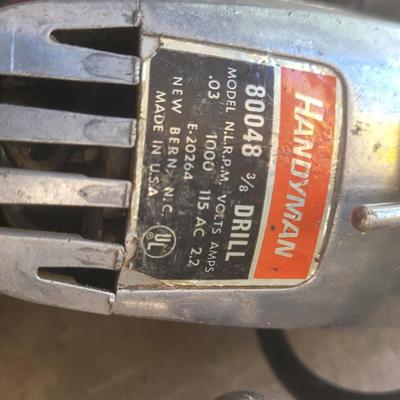 HANDYMAN
80048 3/8 DRILL
MODEL N.L.R.P.M. VOLTS AMPS
.03 1000 115 AC 2.2
E-20264
NEW BERN, N.C.
MADE IN U.S.A.
UL